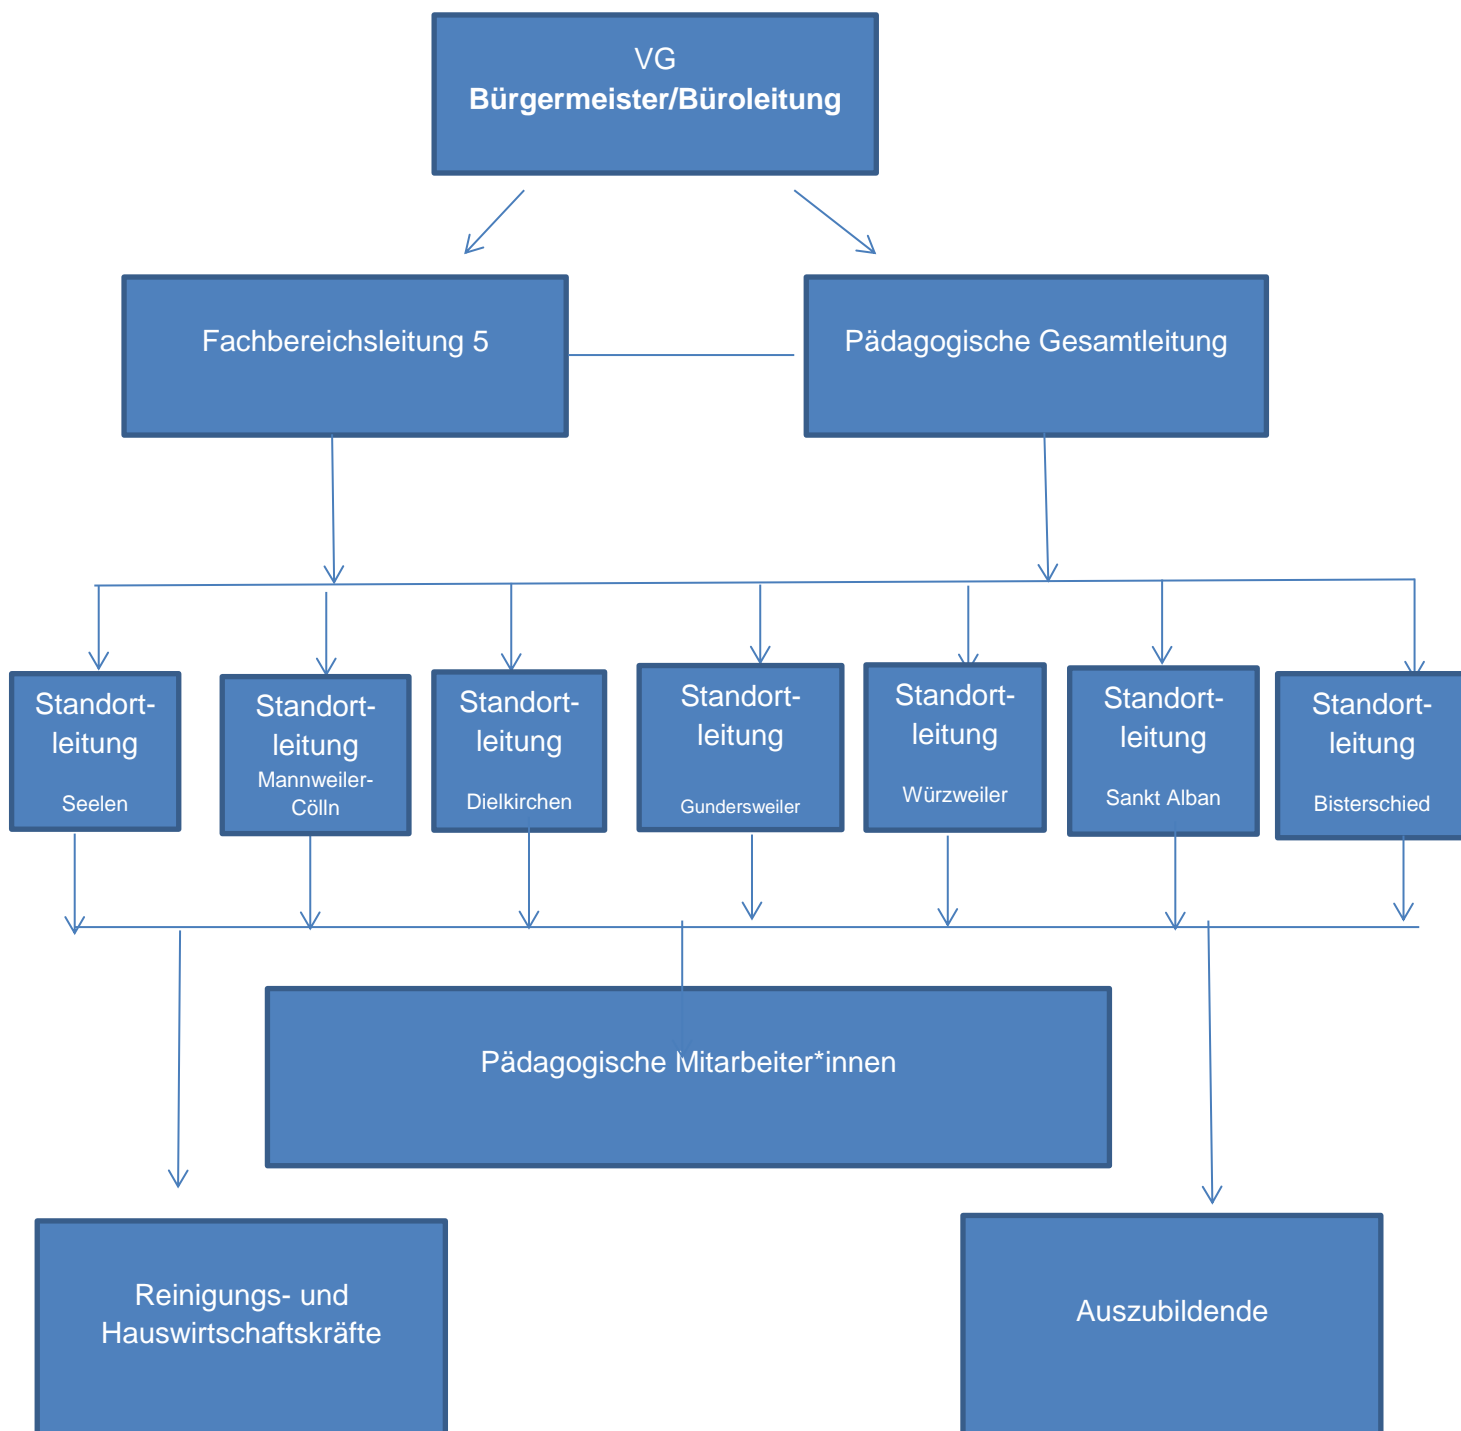 VG
Bürgermeister/Büroleitung
Fachbereichsleitung 5
Pädagogische Gesamtleitung
Standort-
leitung
Seelen
Standort-
leitung
Mannweiler-
Cölln
Standort-
leitung
Dielkirchen
Standort-
leitung
Gundersweiler
Standort-
leitung
Würzweiler
Standort-
leitung
Sankt Alban
Standort-
leitung
Bisterschied
Pädagogische Mitarbeiter*innen
Reinigungs- und
Hauswirtschaftskräfte
Auszubildende